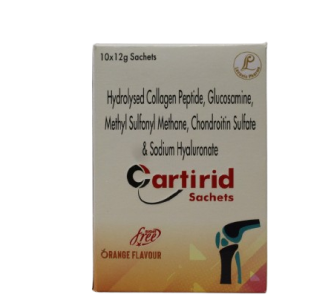 10x12g Sachets
Hydrolysed Collagen Peptide, Glucosamine,
Methyl Sulfonyl Methane, Chondroitin Sulfate
& Sodium Hyaluronate
Cartirid
Sachets
free
ORANGE FLAVOUR